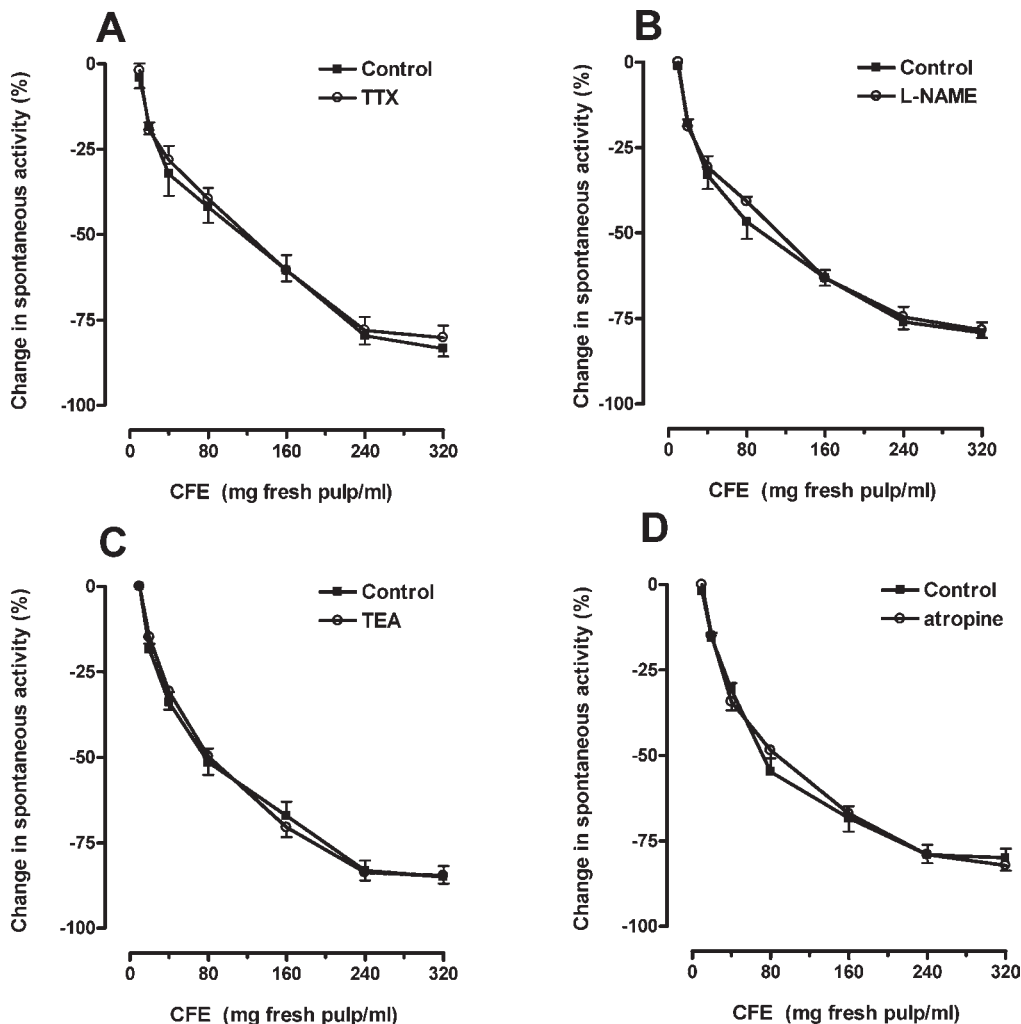 A
Change in spontaneous activity (%)
0
-25
-50
-75
-100
Control
TTX
0 80 160 240 320
CFE (mg fresh pulp/ml)
B
Change in spontaneous activity (%)
0
-25
-50
-75
-100
Control
L-NAME
0 80 160 240 320
CFE (mg fresh pulp/ml)
C
Change in spontaneous activity (%)
0
-25
-50
-75
-100
Control
TEA
0 80 160 240 320
CFE (mg fresh pulp/ml)
D
Change in spontaneous activity (%)
0
-25
-50
-75
-100
Control
atropine
0 80 160 240 320
CFE (mg fresh pulp/ml)